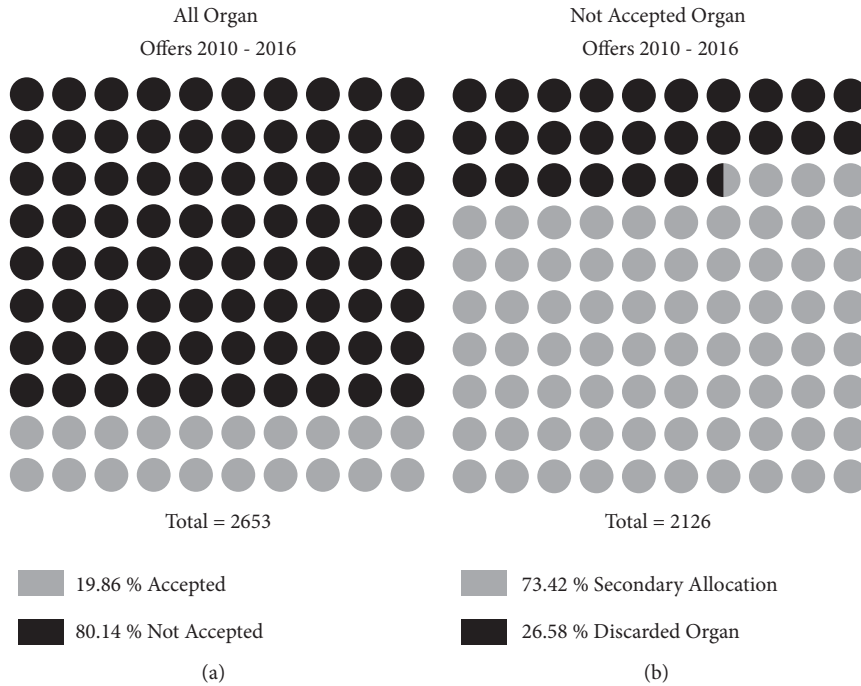 All Organ
Offers 2010 - 2016
Total = 2653
19.86 % Accepted
80.14 % Not Accepted
(a)
Not Accepted Organ
Offers 2010 - 2016
Total = 2126
73.42 % Secondary Allocation
26.58 % Discarded Organ
(b)